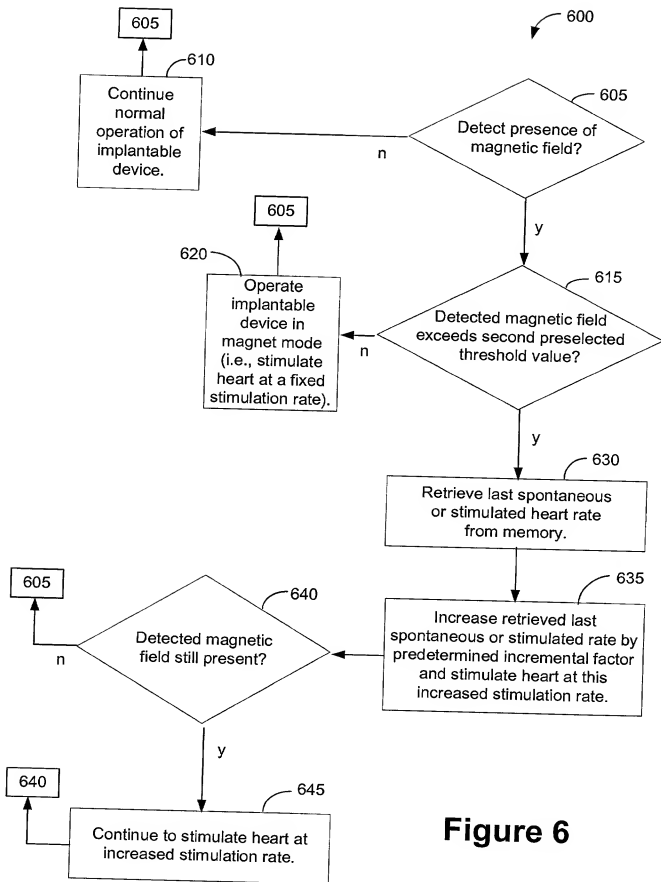 600
605
610
Continue
normal
operation of
implantable
device.
n
605
Detect presence of
magnetic field?
y
605
620
Operate
implantable
device in
magnet mode
(i.e., stimulate
heart at a fixed
stimulation rate).
n
615
Detected magnetic field
exceeds second preselected
threshold value?
y
630
Retrieve last spontaneous
or stimulated heart rate
from memory.
635
Increase retrieved last
spontaneous or stimulated rate by
predetermined incremental factor
and stimulate heart at this
increased stimulation rate.
605
n
640
Detected magnetic
field still present?
y
640
645
Continue to stimulate heart at
increased stimulation rate.
Figure 6